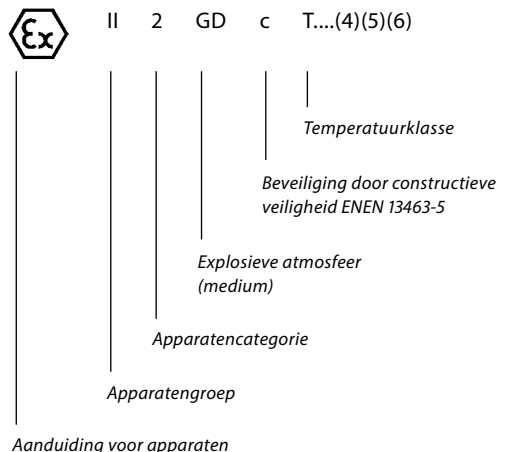 Ex II 2 GD c T....(4)(5)(6)
Temperatuurklasse
Beveiliging door constructieve
veiligheid ENEN 13463-5
Explosieve atmosfeer
(medium)
Apparatencategorie
Apparatengroep
Aanduiding voor apparaten